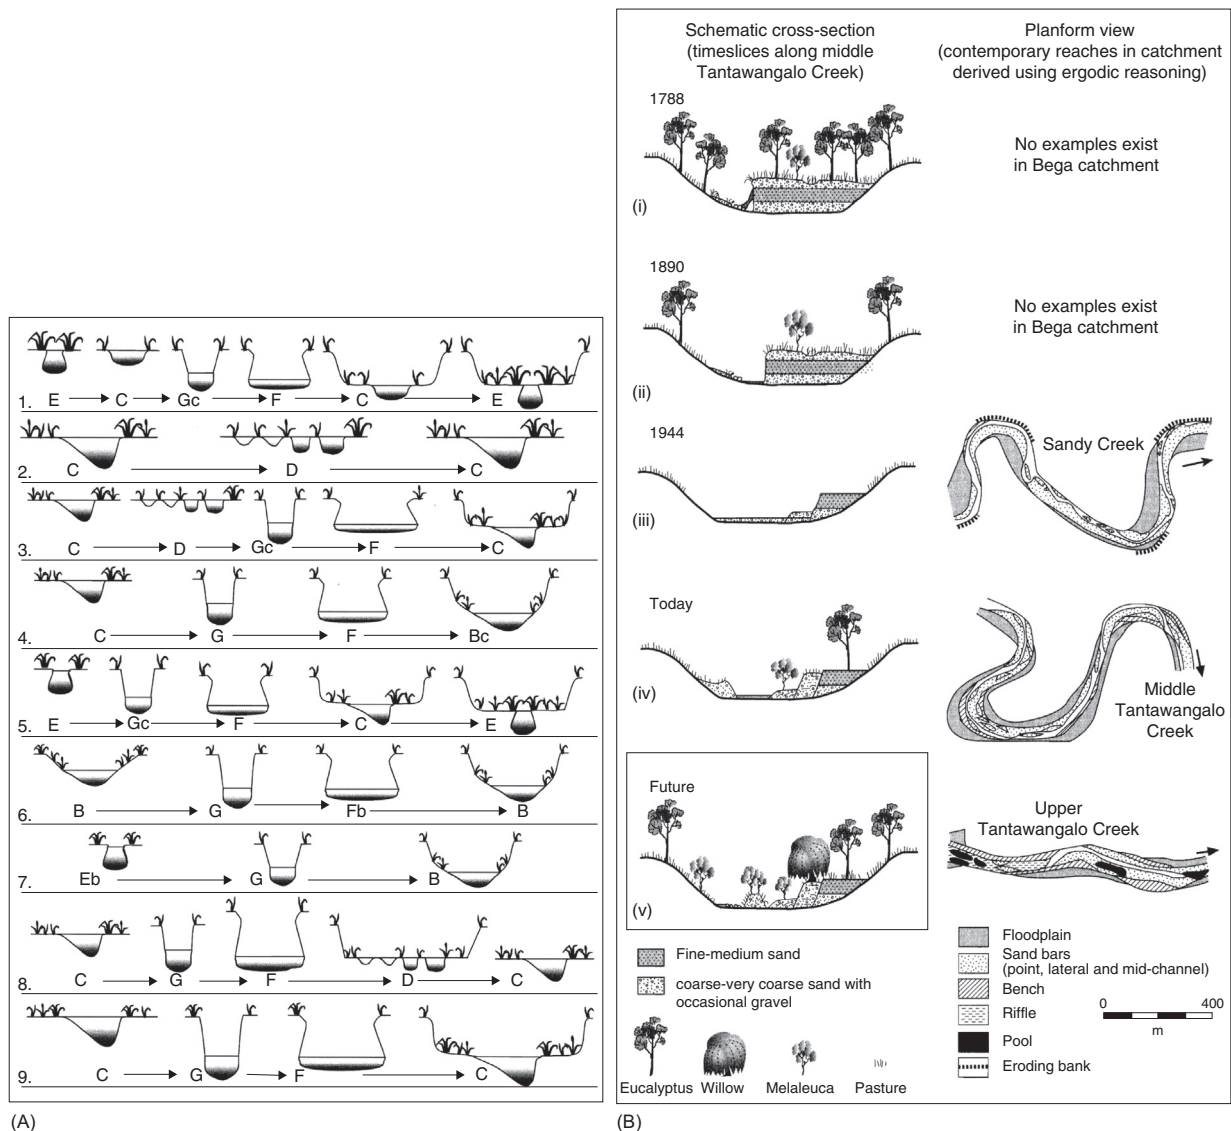 1. E C Gc F C E
2. C D C
3. C D Gc F C
4. C G F Bc
5. E Gc F C E
6. B G Fb B
7. Eb G B
8. C G F D C
9. C G F C
(A)
Schematic cross-section
(timeslices along middle
Tantawangalo Creek)
Planform view
(contemporary reaches in catchment
derived using ergodic reasoning)
1788
No examples exist
in Bega catchment
(i)
1890
No examples exist
in Bega catchment
(ii)
1944
Sandy Creek
(iii)
Today
Middle
Tantawangalo
Creek
(iv)
Future
Upper
Tantawangalo Creek
(v)
Fine-medium sand
coarse-very coarse sand with
occasional gravel
Eucalyptus Willow Melaleuca Pasture
Floodplain
Sand bars
(point, lateral and mid-channel)
Bench
Riffle
Pool
Eroding bank
0 400
m
(B)